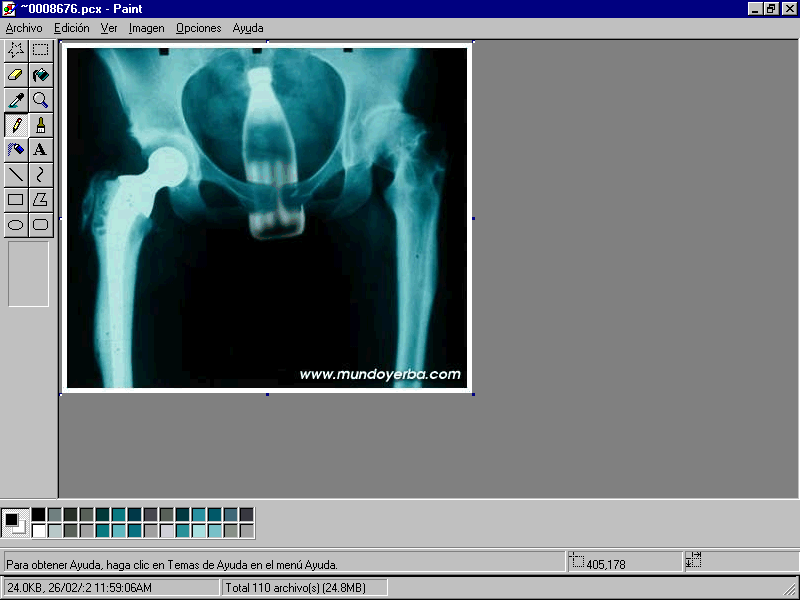 ~0008676.pcx - Paint
Archivo Edición Ver Imagen Opciones Ayuda
A
www.mundoyerba.com
Para obtener Ayuda, haga clic en Temas de Ayuda en el menú Ayuda.
405,178
24.0KB, 26/02/:2 11:59:06AM
Total 110 archivo(s) (24.8MB)